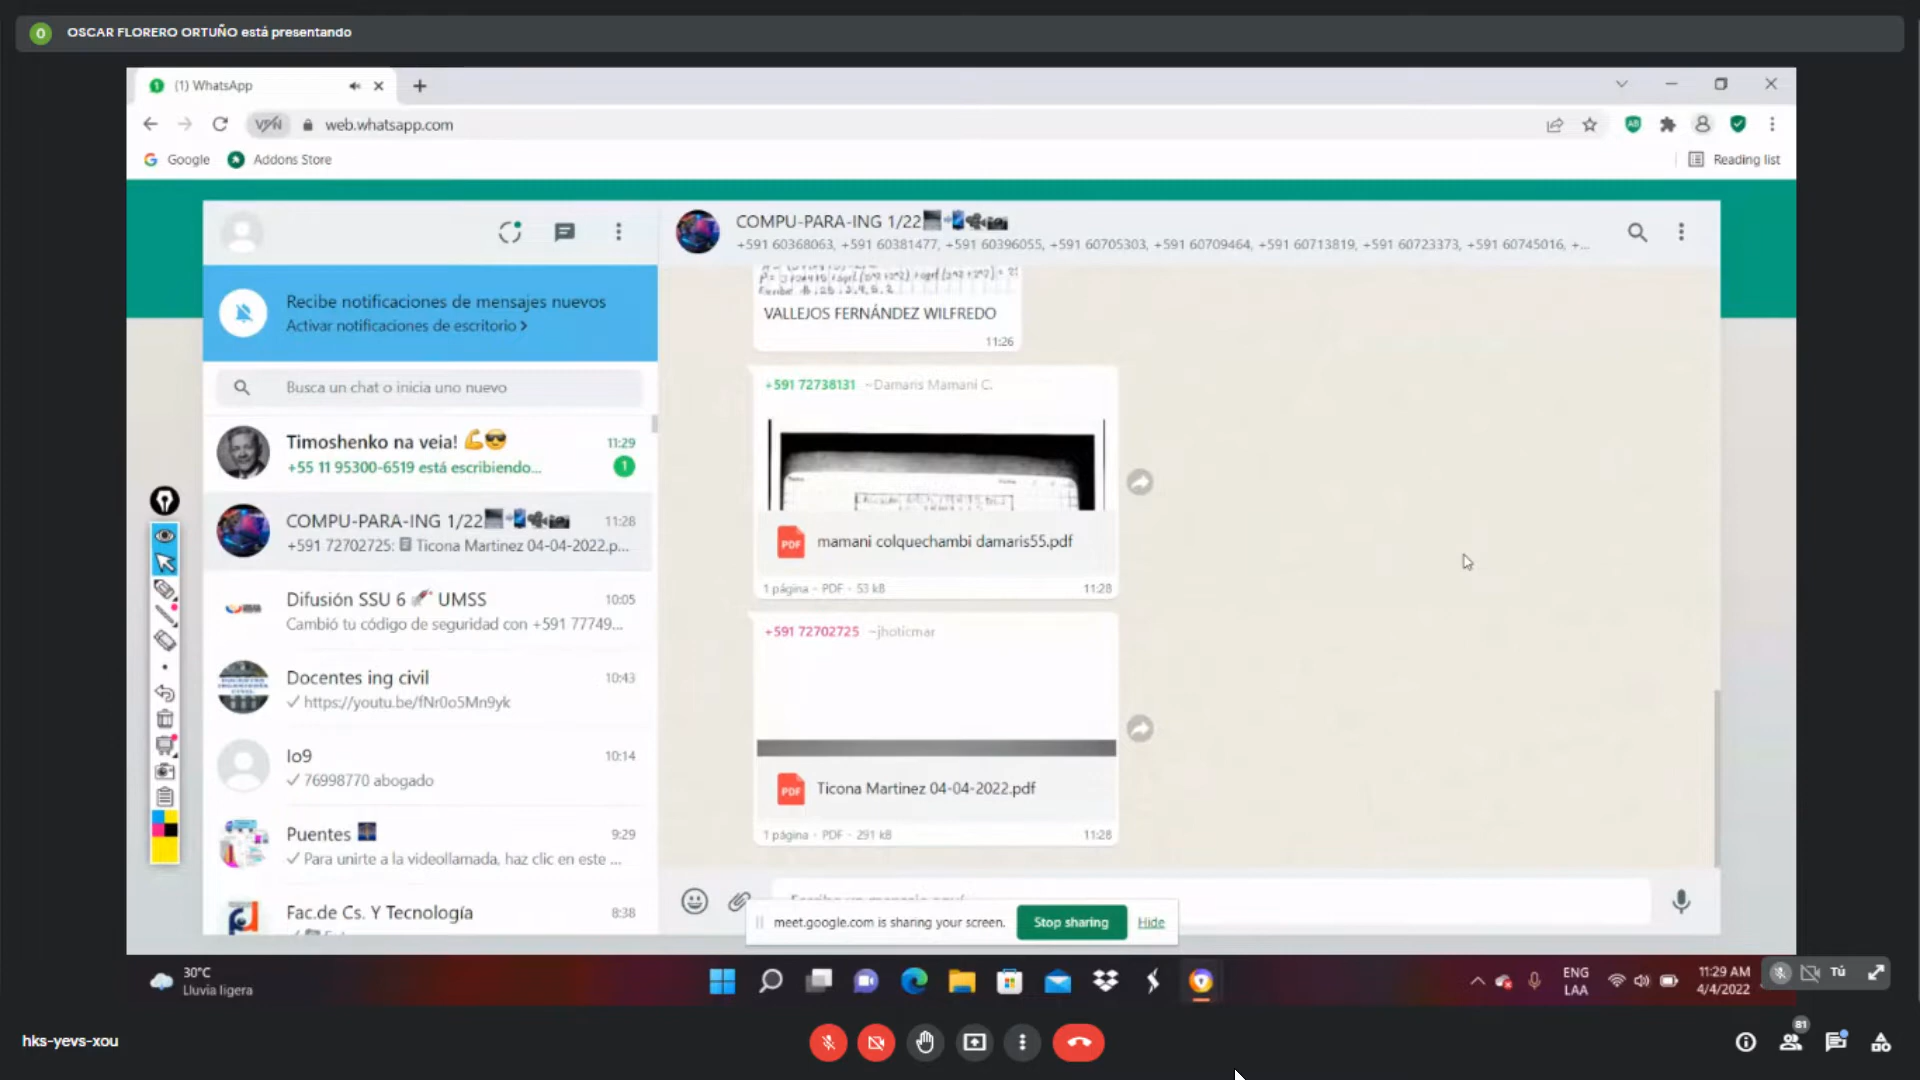 O OSCAR FLORERO ORTUÑO está presentando
(1) WhatsApp
VPN web.whatsapp.com
Google Addons Store Reading list
COMPU-PARA-ING 1/22
+591 60368063, +591 60381477, +591 60396055, +591 60705303, +591 60709464, +591 60713819, +591 60723373, +591 60745016, +...
Recibe notificaciones de mensajes nuevos
Activar notificaciones de escritorio >
Busca un chat o inicia uno nuevo
Timoshenko na veia! 💪😎 11:29
+55 11 95300-6519 está escribiendo... 1
COMPU-PARA-ING 1/22 11:28
+591 72702725: Ticona Martinez 04-04-2022.p...
Difusión SSU 6 UMSS 10:05
Cambió tu código de seguridad con +591 77749...
Docentes ing civil 10:43
https://youtu.be/fNr0o5Mn9yk
Io9 10:14
76998770 abogado
Puentes 9:29
Para unirte a la videollamada, haz clic en este ...
Fac.de Cs. Y Tecnología 8:38
VALLEJOS FERNÁNDEZ WILFREDO
11:26
+591 72738131 ~Damaris Mamani C.
PDF mamani colquechambi damaris55.pdf
1 página · PDF · 53 kB 11:28
+591 72702725 ~jhoticmar
PDF Ticona Martinez 04-04-2022.pdf
1 página · PDF · 291 kB 11:28
meet.google.com is sharing your screen. Stop sharing Hide
30°C
Lluvia ligera
ENG
LAA
11:29 AM
4/4/2022
Tú
hks-yevs-xou
81